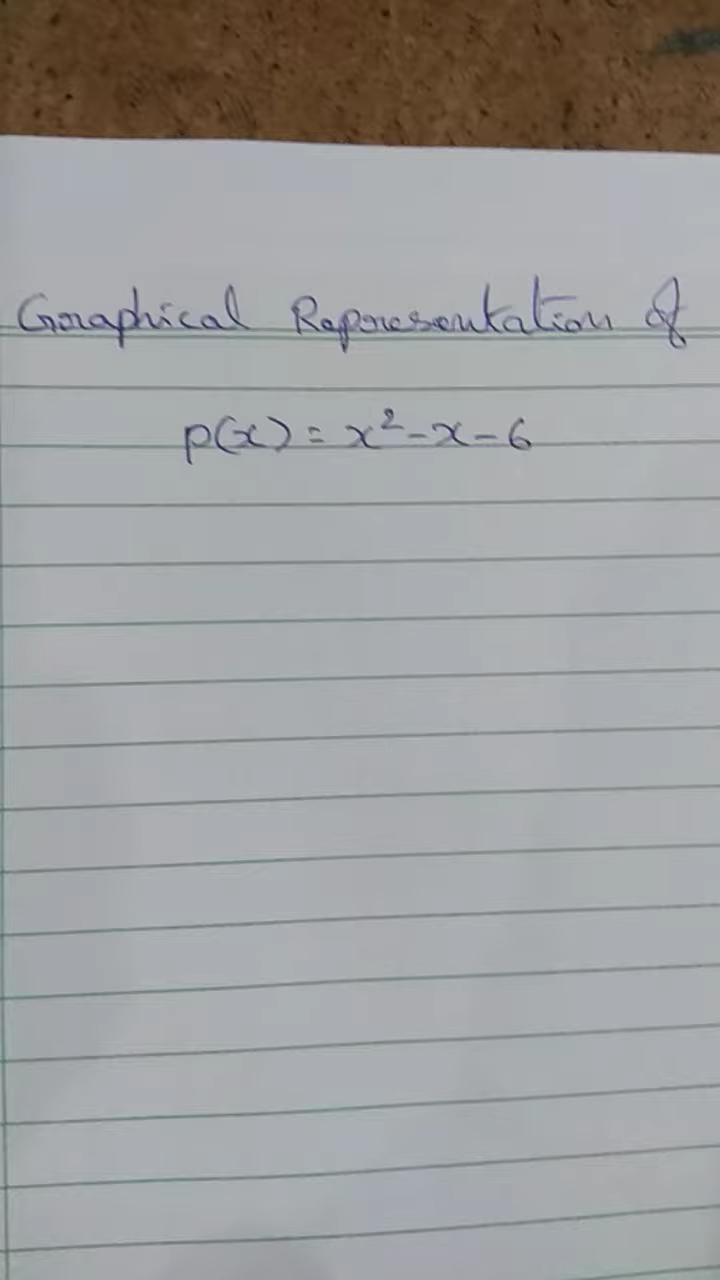 Graphical Representation of
p(x) = x² - x - 6